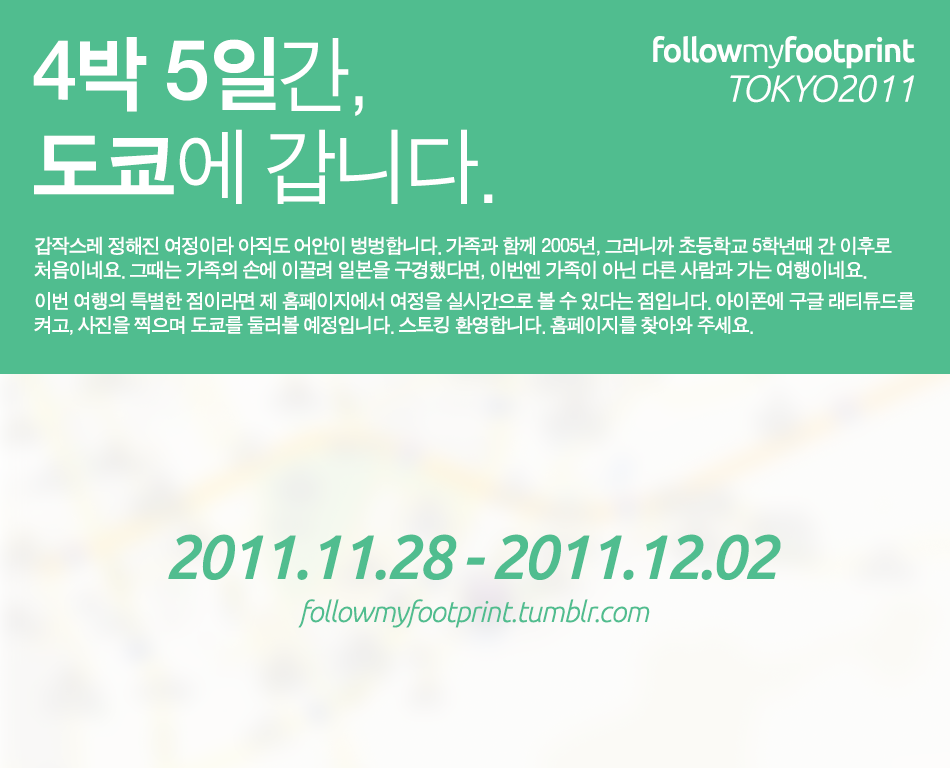 4박 5일간,
도쿄에 갑니다.
followmyfootprint
TOKYO2011
갑작스레 정해진 여정이라 아직도 어안이 벙벙합니다. 가족과 함께 2005년, 그러니까 초등학교 5학년때 간 이후로
처음이네요. 그때는 가족의 손에 이끌려 일본을 구경했다면, 이번엔 가족이 아닌 다른 사람과 가는 여행이네요.
이번 여행의 특별한 점이라면 제 홈페이지에서 여정을 실시간으로 볼 수 있다는 점입니다. 아이폰에 구글 래티튜드를
켜고, 사진을 찍으며 도쿄를 둘러볼 예정입니다. 스토킹 환영합니다. 홈페이지를 찾아와 주세요.
2011.11.28 - 2011.12.02
followmyfootprint.tumblr.com